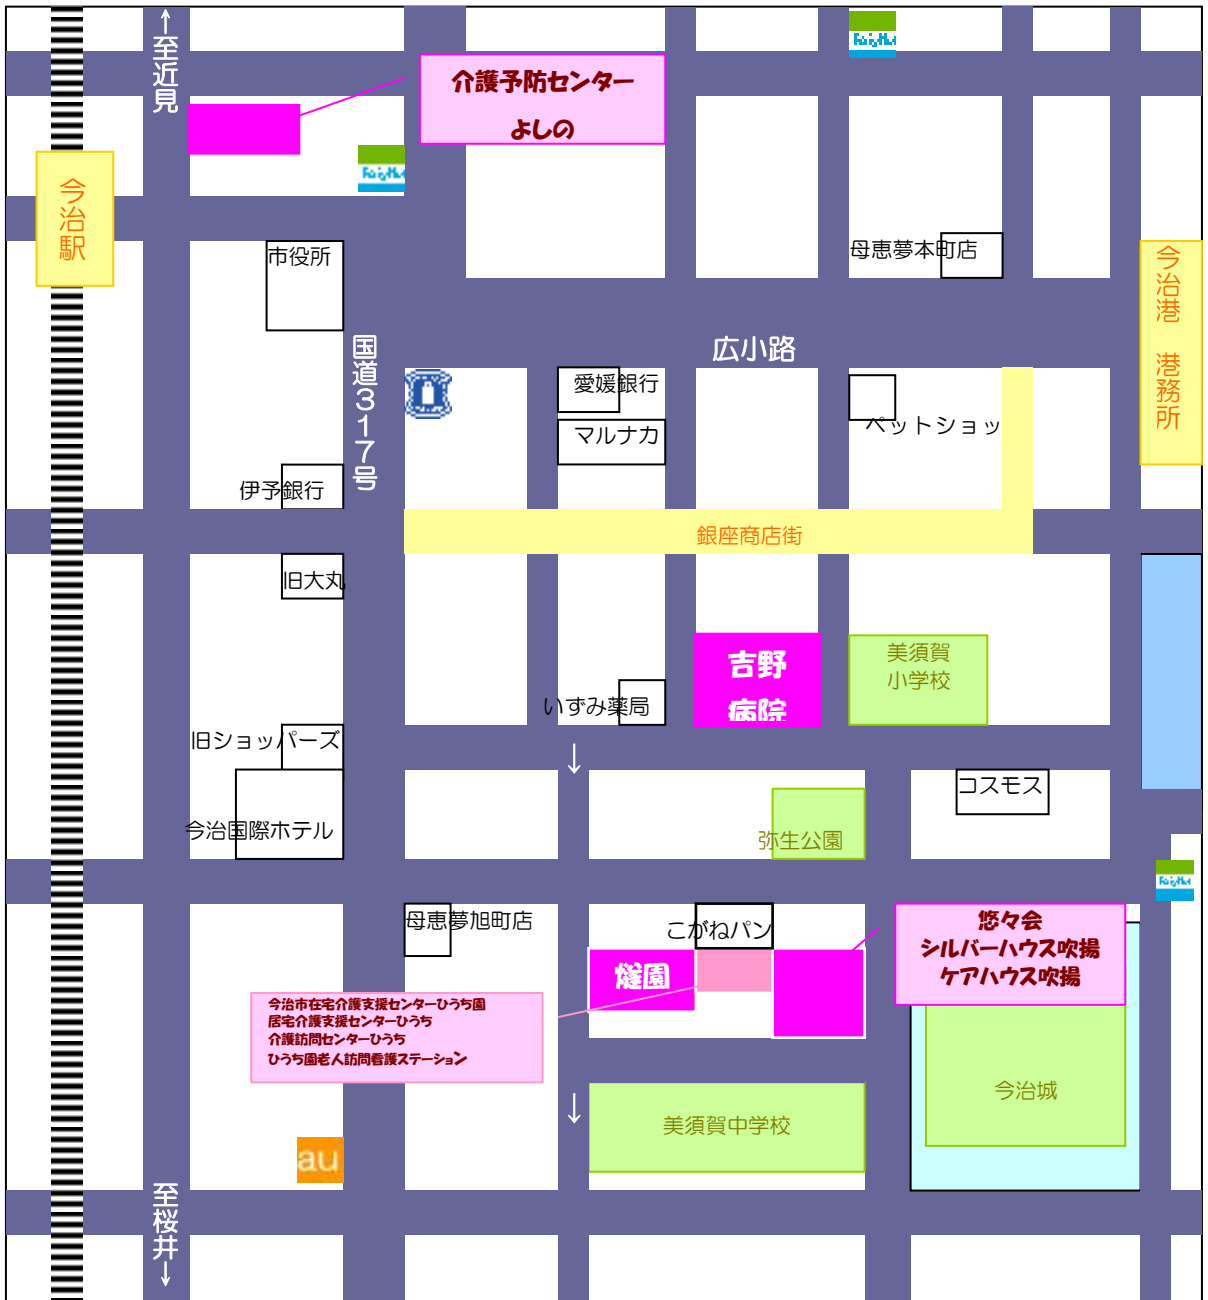 ↑至近見
介護予防センター
よしの
今治駅
市役所
母恵夢本町店
今治港 港務所
国道317号
広小路
愛媛銀行
マルナカ
ペットショッ
伊予銀行
銀座商店街
旧大丸
吉野
病院
美須賀
小学校
いずみ薬局
↓
旧ショッパーズ
コスモス
今治国際ホテル
弥生公園
母恵夢旭町店
こがねパン
悠々会
シルバーハウス吹揚
ケアハウス吹揚
燧園
今治市在宅介護支援センターひうち園
居宅介護支援センターひうち
介護訪問センターひうち
ひうち園老人訪問看護ステーション
今治城
↓
美須賀中学校
au
至桜井↓